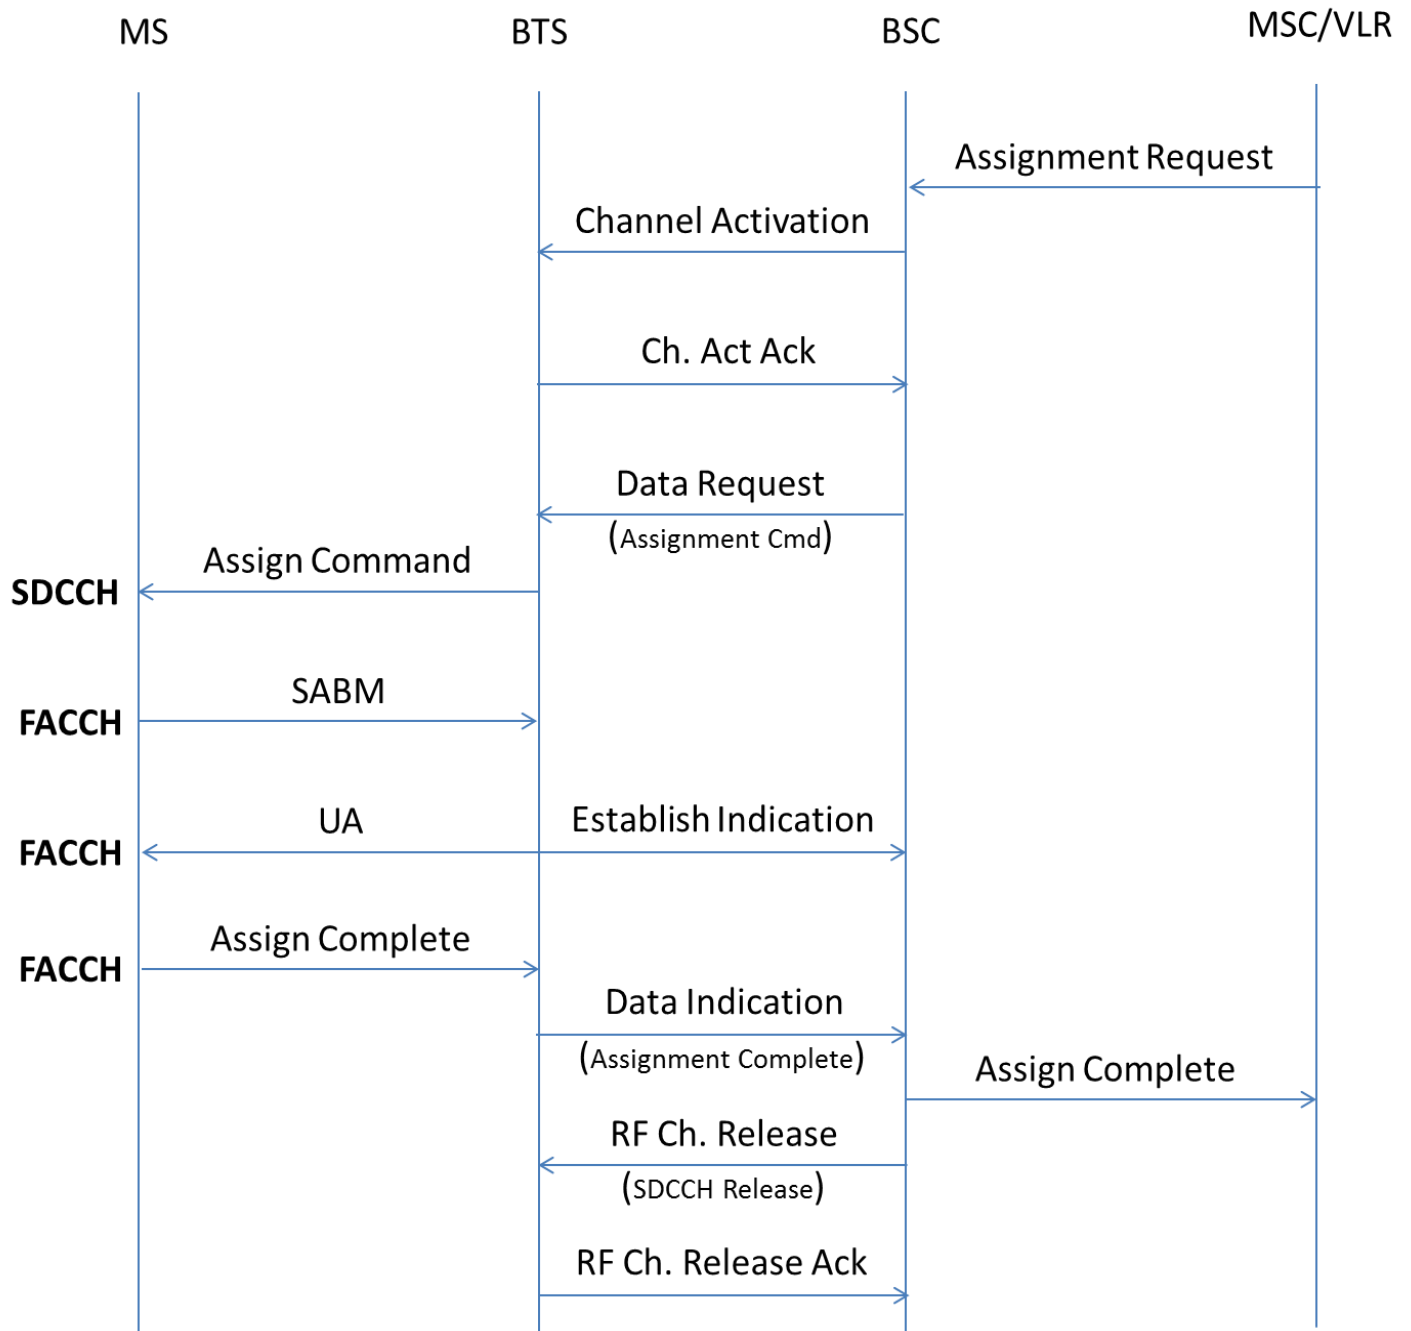 MS
BTS
BSC
MSC/VLR
Assignment Request
Channel Activation
Ch. Act Ack
Data Request
(Assignment Cmd)
Assign Command
SDCCH
SABM
FACCH
UA
Establish Indication
FACCH
Assign Complete
FACCH
Data Indication
(Assignment Complete)
Assign Complete
RF Ch. Release
(SDCCH Release)
RF Ch. Release Ack